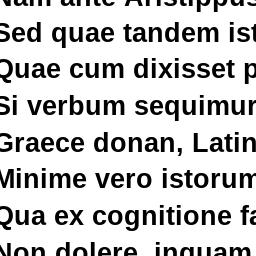 Nam ante Aristippus
Sed quae tandem ist
Quae cum dixisset p
Si verbum sequimur
Graece donan, Latin
Minime vero istorum
Qua ex cognitione fa
Non dolere, inquam